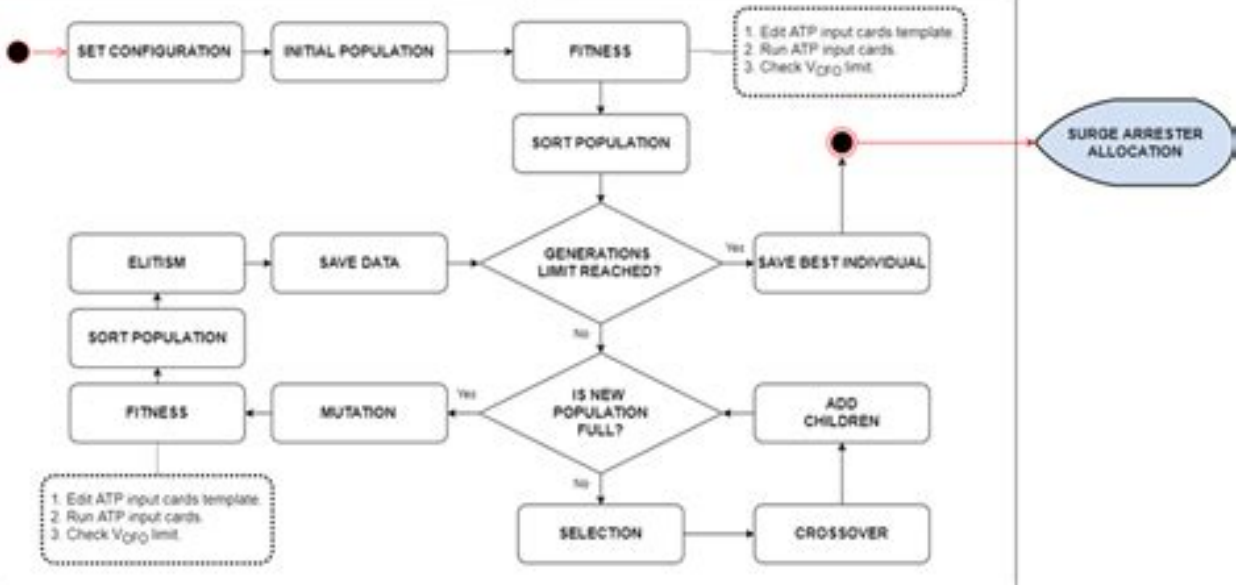 SET CONFIGURATION
INITIAL POPULATION
FITNESS
1. Edit ATP input cards template.
2. Run ATP input cards.
3. Check VCFO limit.
SORT POPULATION
SURGE ARRESTER
ALLOCATION
ELITISM
SAVE DATA
GENERATIONS
LIMIT REACHED?
Yes
SAVE BEST INDIVIDUAL
SORT POPULATION
No
FITNESS
MUTATION
Yes
IS NEW
POPULATION
FULL?
ADD
CHILDREN
No
1. Edit ATP input cards template.
2. Run ATP input cards.
3. Check VCFO limit.
SELECTION
CROSSOVER